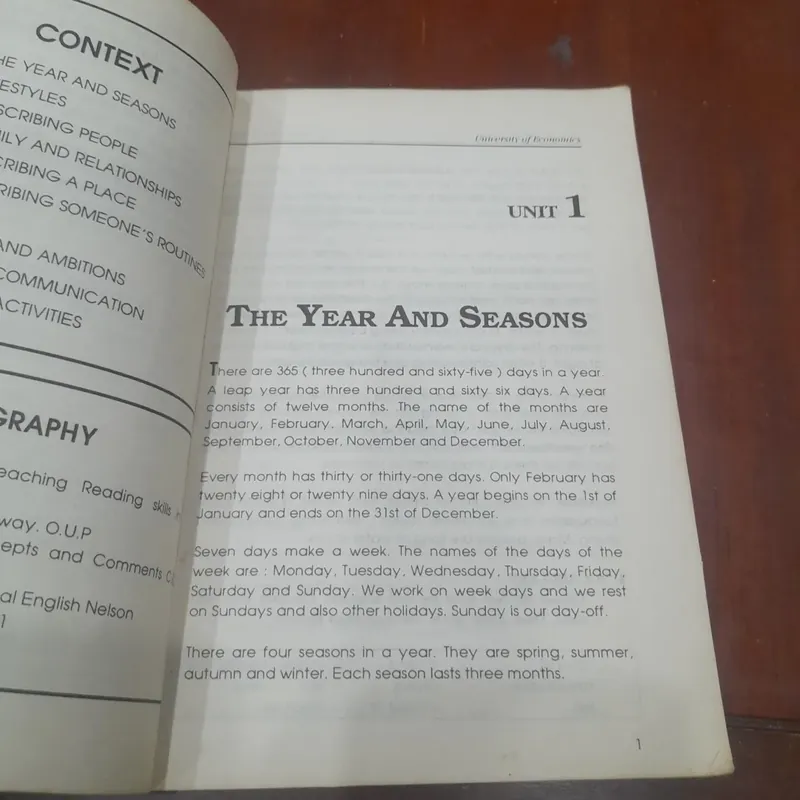 CONTEXT
HE YEAR AND SEASONS
ESTYLES
SCRIBING PEOPLE
ILY AND RELATIONSHIPS
CRIBING A PLACE
RIBING SOMEONE'S ROUTINES
AND AMBITIONS
COMMUNICATION
ACTIVITIES
GRAPHY
eaching Reading skills
way. O.U.P
epts and Comments
al English Nelson
1
University of Economics
UNIT 1
THE YEAR AND SEASONS
There are 365 ( three hundred and sixty-five ) days in a year.
A leap year has three hundred and sixty six days. A year
consists of twelve months. The name of the months are
January, February, March, April, May, June, July, August,
September, October, November and December.
Every month has thirty or thirty-one days. Only February has
twenty eight or twenty nine days. A year begins on the 1st of
January and ends on the 31st of December.
Seven days make a week. The names of the days of the
week are : Monday, Tuesday, Wednesday, Thursday, Friday,
Saturday and Sunday. We work on week days and we rest
on Sundays and also other holidays. Sunday is our day-off.
There are four seasons in a year. They are spring, summer,
autumn and winter. Each season lasts three months.
1